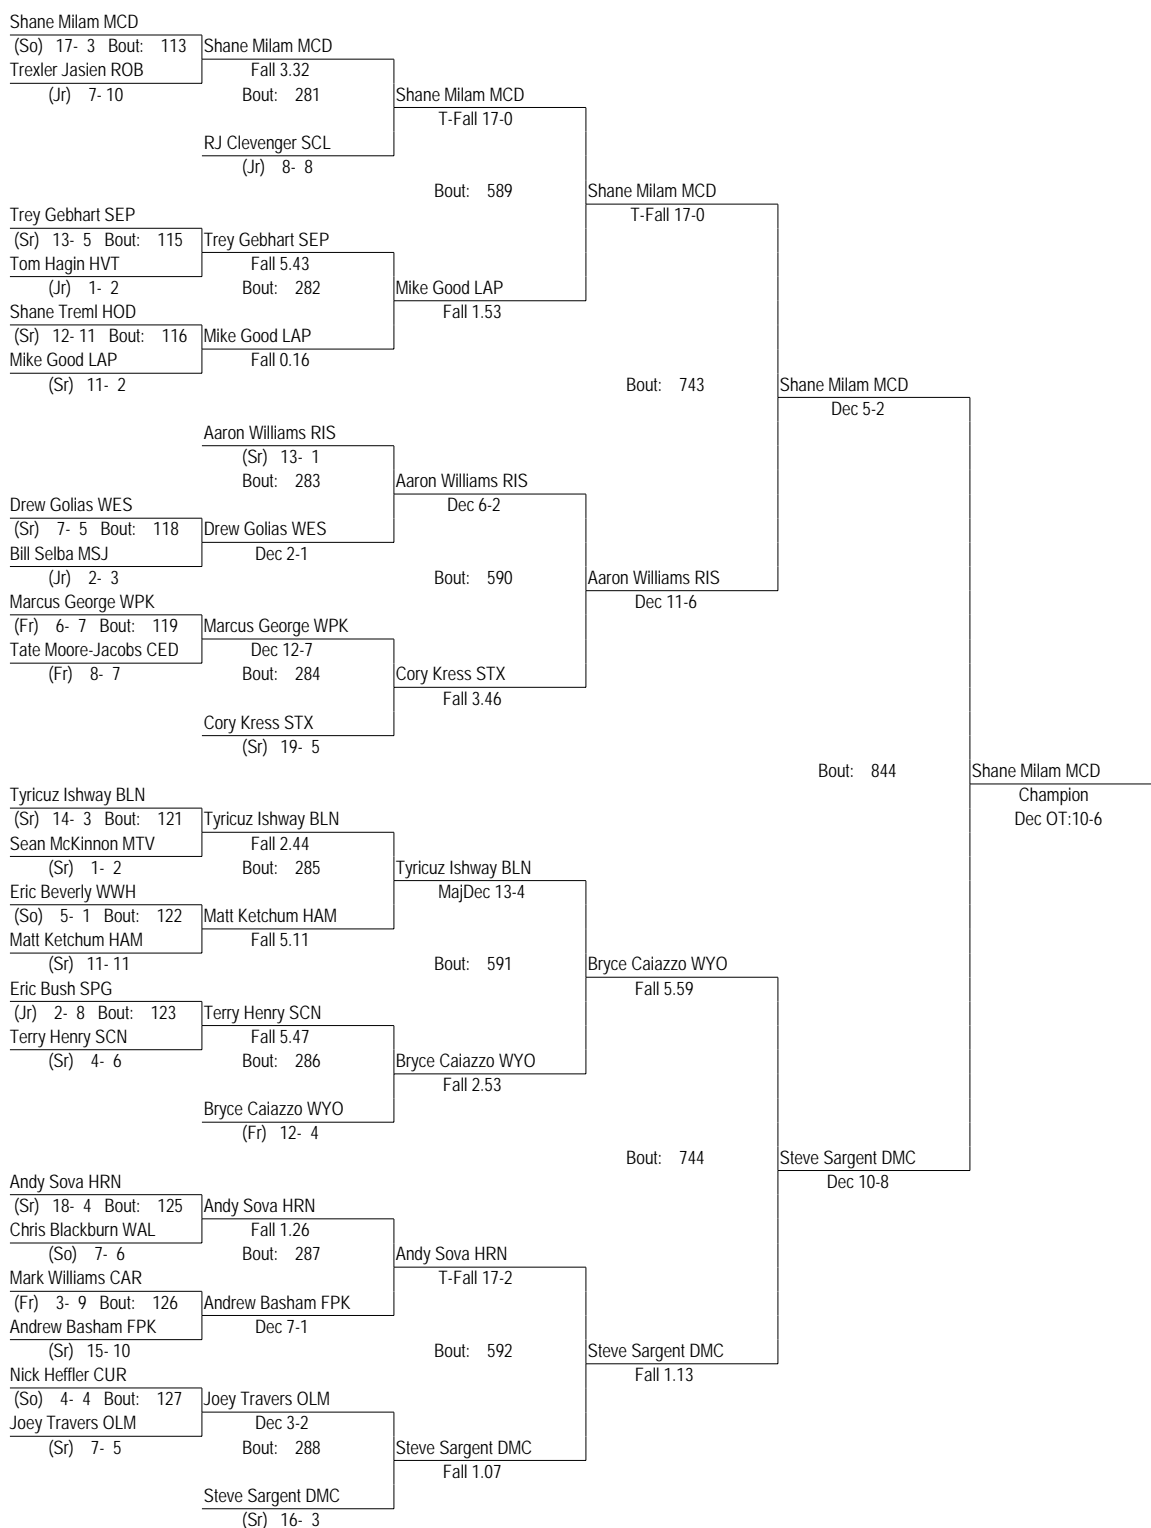 Shane Milam MCD
(So) 17- 3 Bout: 113 Shane Milam MCD
Trexler Jasien ROB Fall 3.32
(Jr) 7- 10 Bout: 281 Shane Milam MCD
T-Fall 17-0
RJ Clevenger SCL
(Jr) 8- 8
Bout: 589 Shane Milam MCD
Trey Gebhart SEP T-Fall 17-0
(Sr) 13- 5 Bout: 115 Trey Gebhart SEP
Tom Hagin HVT Fall 5.43
(Jr) 1- 2 Bout: 282 Mike Good LAP
Shane Treml HOD Fall 1.53
(Sr) 12- 11 Bout: 116 Mike Good LAP
Mike Good LAP Fall 0.16
(Sr) 11- 2 Bout: 743 Shane Milam MCD
Dec 5-2
Aaron Williams RIS
(Sr) 13- 1
Bout: 283 Aaron Williams RIS
Drew Golias WES Dec 6-2
(Sr) 7- 5 Bout: 118 Drew Golias WES
Bill Selba MSJ Dec 2-1
(Jr) 2- 3 Bout: 590 Aaron Williams RIS
Marcus George WPK Dec 11-6
(Fr) 6- 7 Bout: 119 Marcus George WPK
Tate Moore-Jacobs CED Dec 12-7
(Fr) 8- 7 Bout: 284 Cory Kress STX
Fall 3.46
Cory Kress STX
(Sr) 19- 5
Bout: 844 Shane Milam MCD
Tyricuz Ishway BLN Champion
(Sr) 14- 3 Bout: 121 Tyricuz Ishway BLN Dec OT:10-6
Sean McKinnon MTV Fall 2.44
(Sr) 1- 2 Bout: 285 Tyricuz Ishway BLN
Eric Beverly WWH MajDec 13-4
(So) 5- 1 Bout: 122 Matt Ketchum HAM
Matt Ketchum HAM Fall 5.11
(Sr) 11- 11 Bout: 591 Bryce Caiazzo WYO
Eric Bush SPG Fall 5.59
(Jr) 2- 8 Bout: 123 Terry Henry SCN
Terry Henry SCN Fall 5.47
(Sr) 4- 6 Bout: 286 Bryce Caiazzo WYO
Fall 2.53
Bryce Caiazzo WYO
(Fr) 12- 4
Bout: 744 Steve Sargent DMC
Andy Sova HRN Dec 10-8
(Sr) 18- 4 Bout: 125 Andy Sova HRN
Chris Blackburn WAL Fall 1.26
(So) 7- 6 Bout: 287 Andy Sova HRN
Mark Williams CAR T-Fall 17-2
(Fr) 3- 9 Bout: 126 Andrew Basham FPK
Andrew Basham FPK Dec 7-1
(Sr) 15- 10 Bout: 592 Steve Sargent DMC
Nick Heffler CUR Fall 1.13
(So) 4- 4 Bout: 127 Joey Travers OLM
Joey Travers OLM Dec 3-2
(Sr) 7- 5 Bout: 288 Steve Sargent DMC
Fall 1.07
Steve Sargent DMC
(Sr) 16- 3